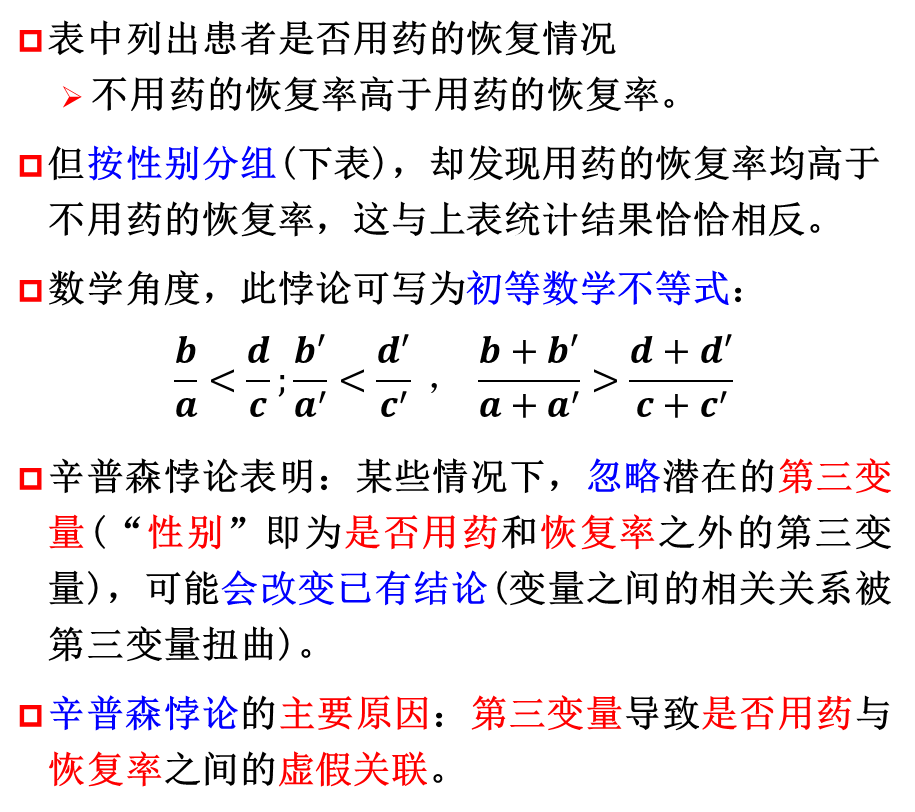 表中列出患者是否用药的恢复情况
不用药的恢复率高于用药的恢复率。
但按性别分组(下表)，却发现用药的恢复率均高于
不用药的恢复率，这与上表统计结果恰恰相反。
数学角度，此悖论可写为初等数学不等式：
b/a < d/c ; b′/a′ < d′/c′ ， (b + b′)/(a + a′) > (d + d′)/(c + c′)
辛普森悖论表明：某些情况下，忽略潜在的第三变
量(“性别”即为是否用药和恢复率之外的第三变
量)，可能会改变已有结论(变量之间的相关关系被
第三变量扭曲)。
辛普森悖论的主要原因：第三变量导致是否用药与
恢复率之间的虚假关联。